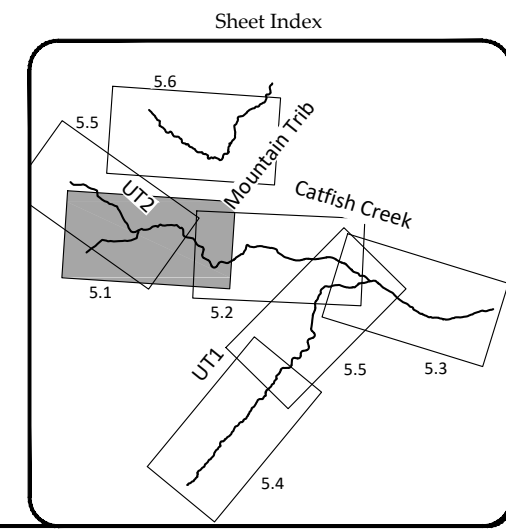 Sheet Index
5.6
5.5
Mountain Trib
UT2
Catfish Creek
5.1
5.2
UT1
5.5
5.3
5.4